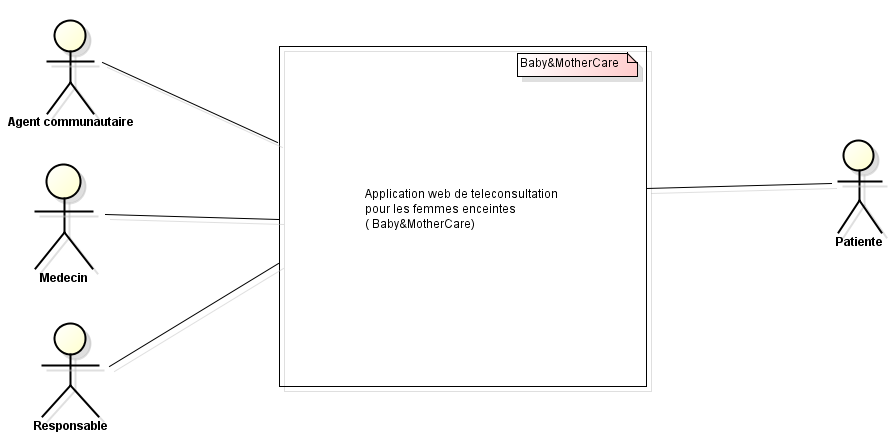 Baby&MotherCare
Agent communautaire
Application web de teleconsultation
pour les femmes enceintes
( Baby&MotherCare)
Patiente
Medecin
Responsable